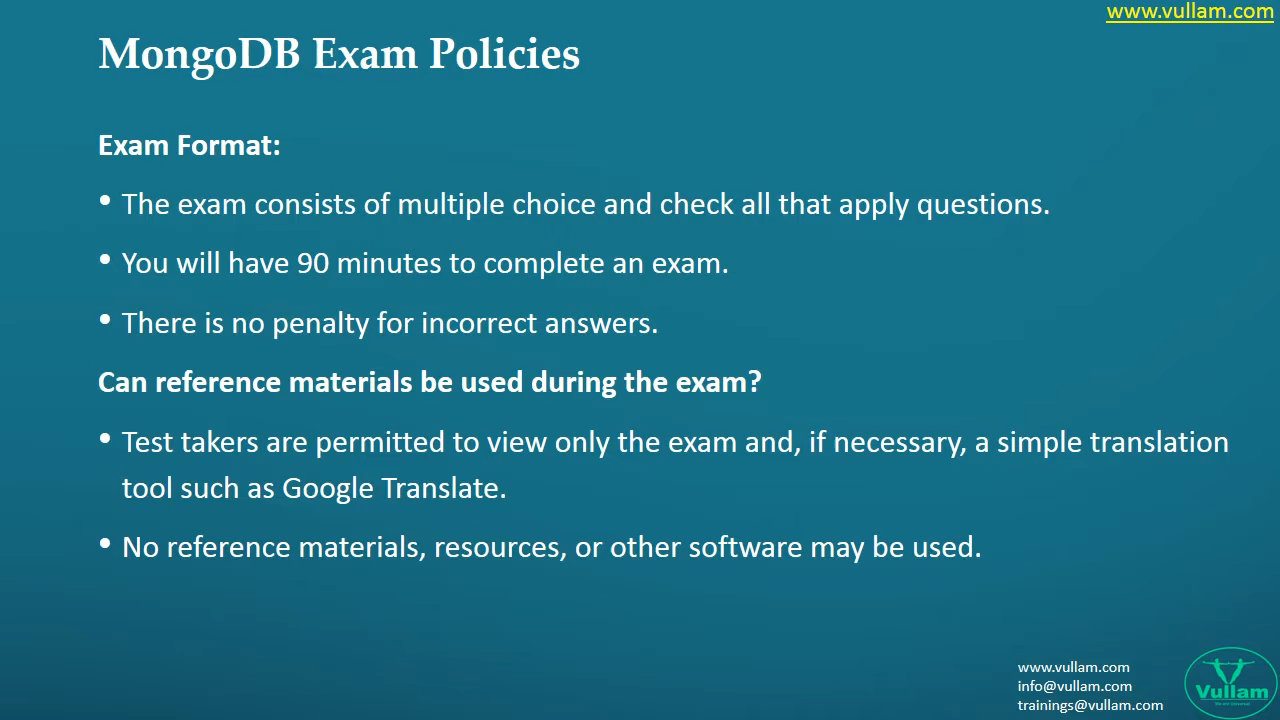 www.vullam.com
MongoDB Exam Policies
Exam Format:
• The exam consists of multiple choice and check all that apply questions.
• You will have 90 minutes to complete an exam.
• There is no penalty for incorrect answers.
Can reference materials be used during the exam?
• Test takers are permitted to view only the exam and, if necessary, a simple translation
tool such as Google Translate.
• No reference materials, resources, or other software may be used.
www.vullam.com
info@vullam.com
trainings@vullam.com
Vullam